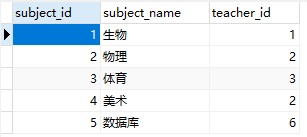 subject_id subject_name teacher_id
1 生物 1
2 物理 2
3 体育 3
4 美术 2
5 数据库 6